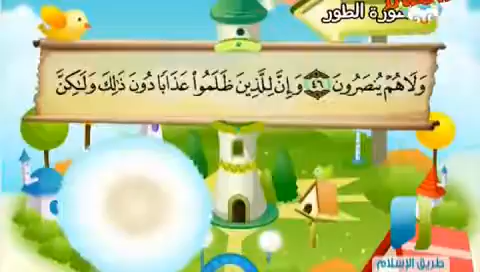 سورة الطور
وَلَا هُمْ يُنصَرُونَ ٤٦ وَإِنَّ لِلَّذِينَ ظَلَمُوا۟ عَذَابًا دُونَ ذَٰلِكَ وَلَـٰكِنَّ
طريق الإسلام